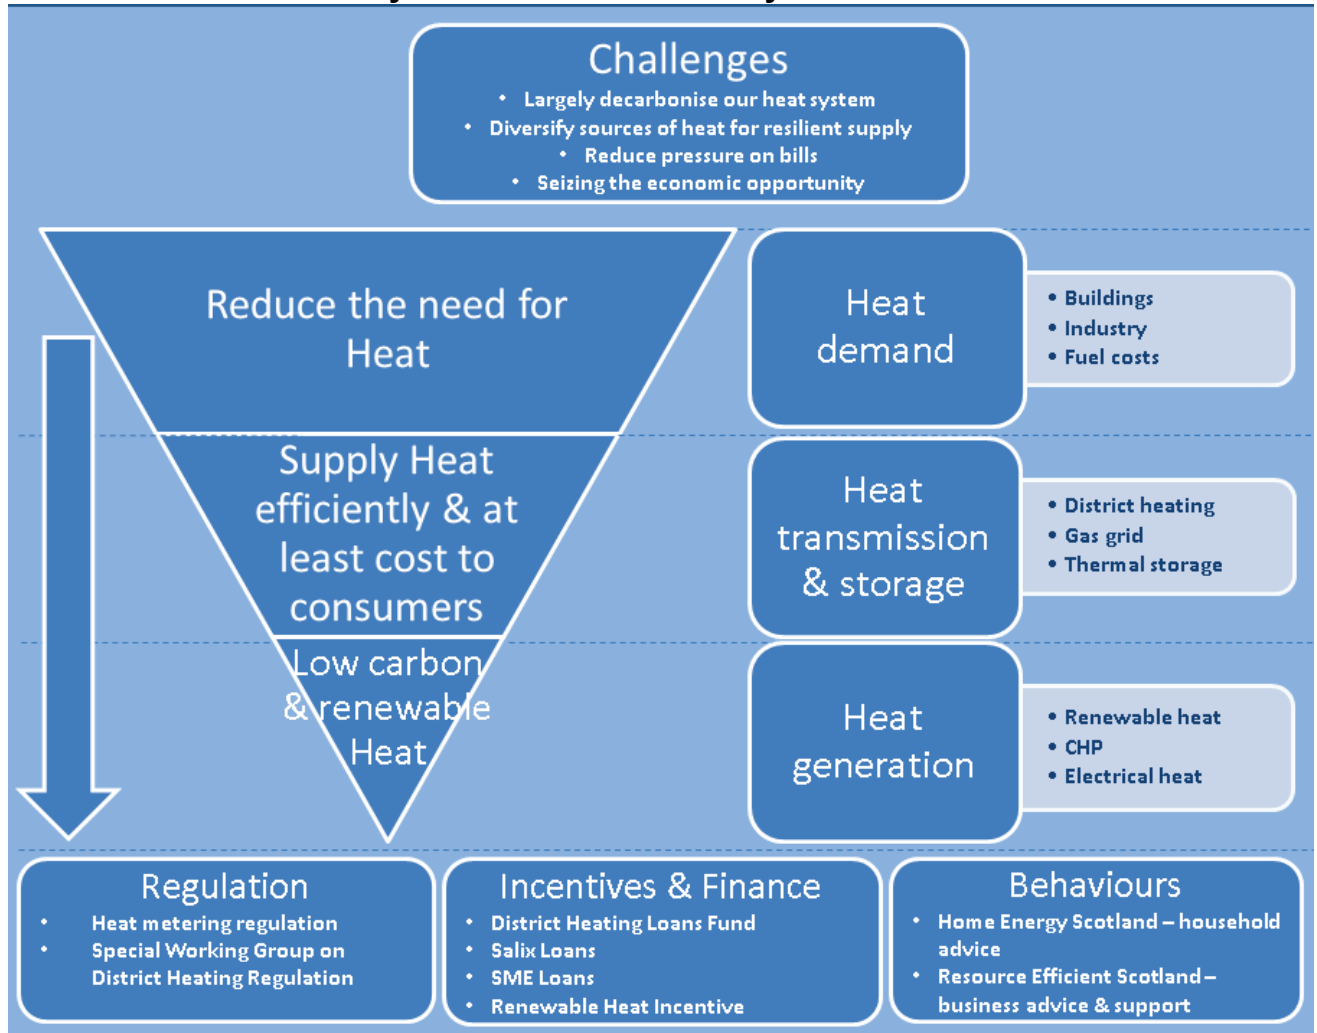 Challenges
• Largely decarbonise our heat system
• Diversify sources of heat for resilient supply
• Reduce pressure on bills
• Seizing the economic opportunity
Reduce the need for
Heat
Heat
demand
• Buildings
• Industry
• Fuel costs
Supply Heat
efficiently & at
least cost to
consumers
Heat
transmission
& storage
• District heating
• Gas grid
• Thermal storage
Low carbon
& renewable
Heat
Heat
generation
• Renewable heat
• CHP
• Electrical heat
Regulation
• Heat metering regulation
• Special Working Group on
District Heating Regulation
Incentives & Finance
• District Heating Loans Fund
• Salix Loans
• SME Loans
• Renewable Heat Incentive
Behaviours
• Home Energy Scotland – household
advice
• Resource Efficient Scotland –
business advice & support